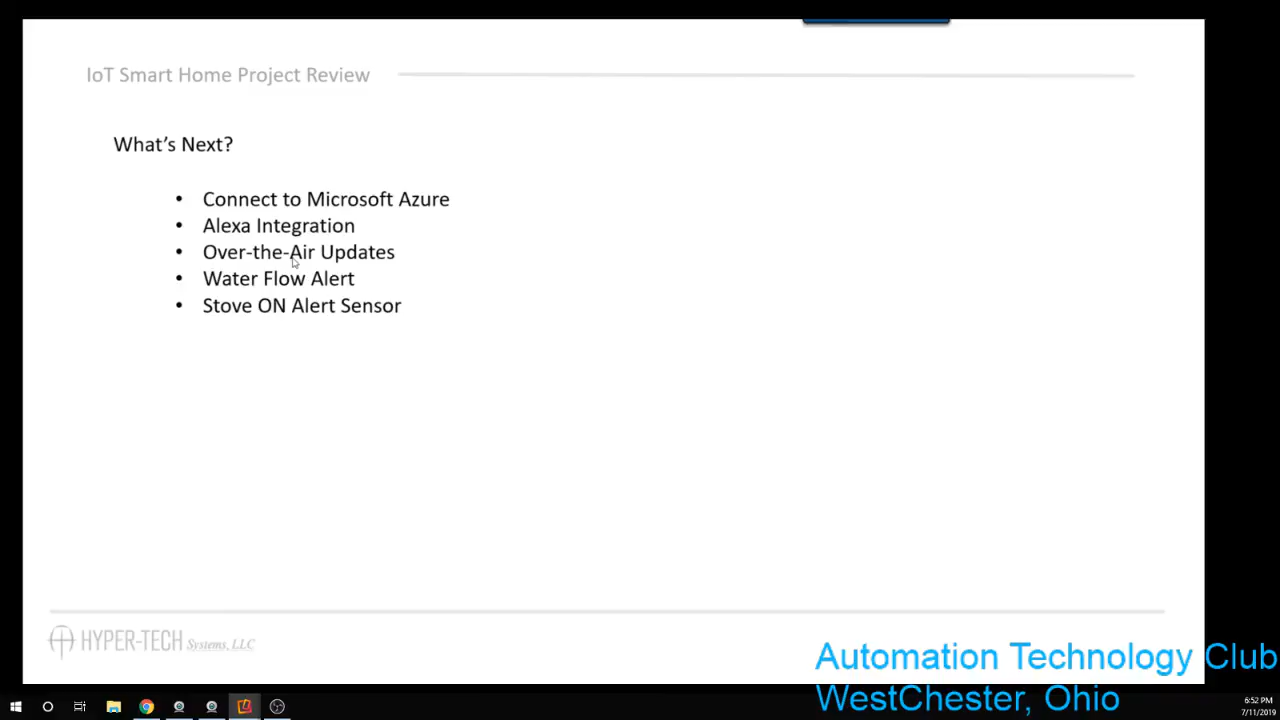 IoT Smart Home Project Review
What's Next?
• Connect to Microsoft Azure
• Alexa Integration
• Over-the-Air Updates
• Water Flow Alert
• Stove ON Alert Sensor
HYPER-TECH Systems, LLC
Automation Technology Club
WestChester, Ohio
6:52 PM
7/11/2019